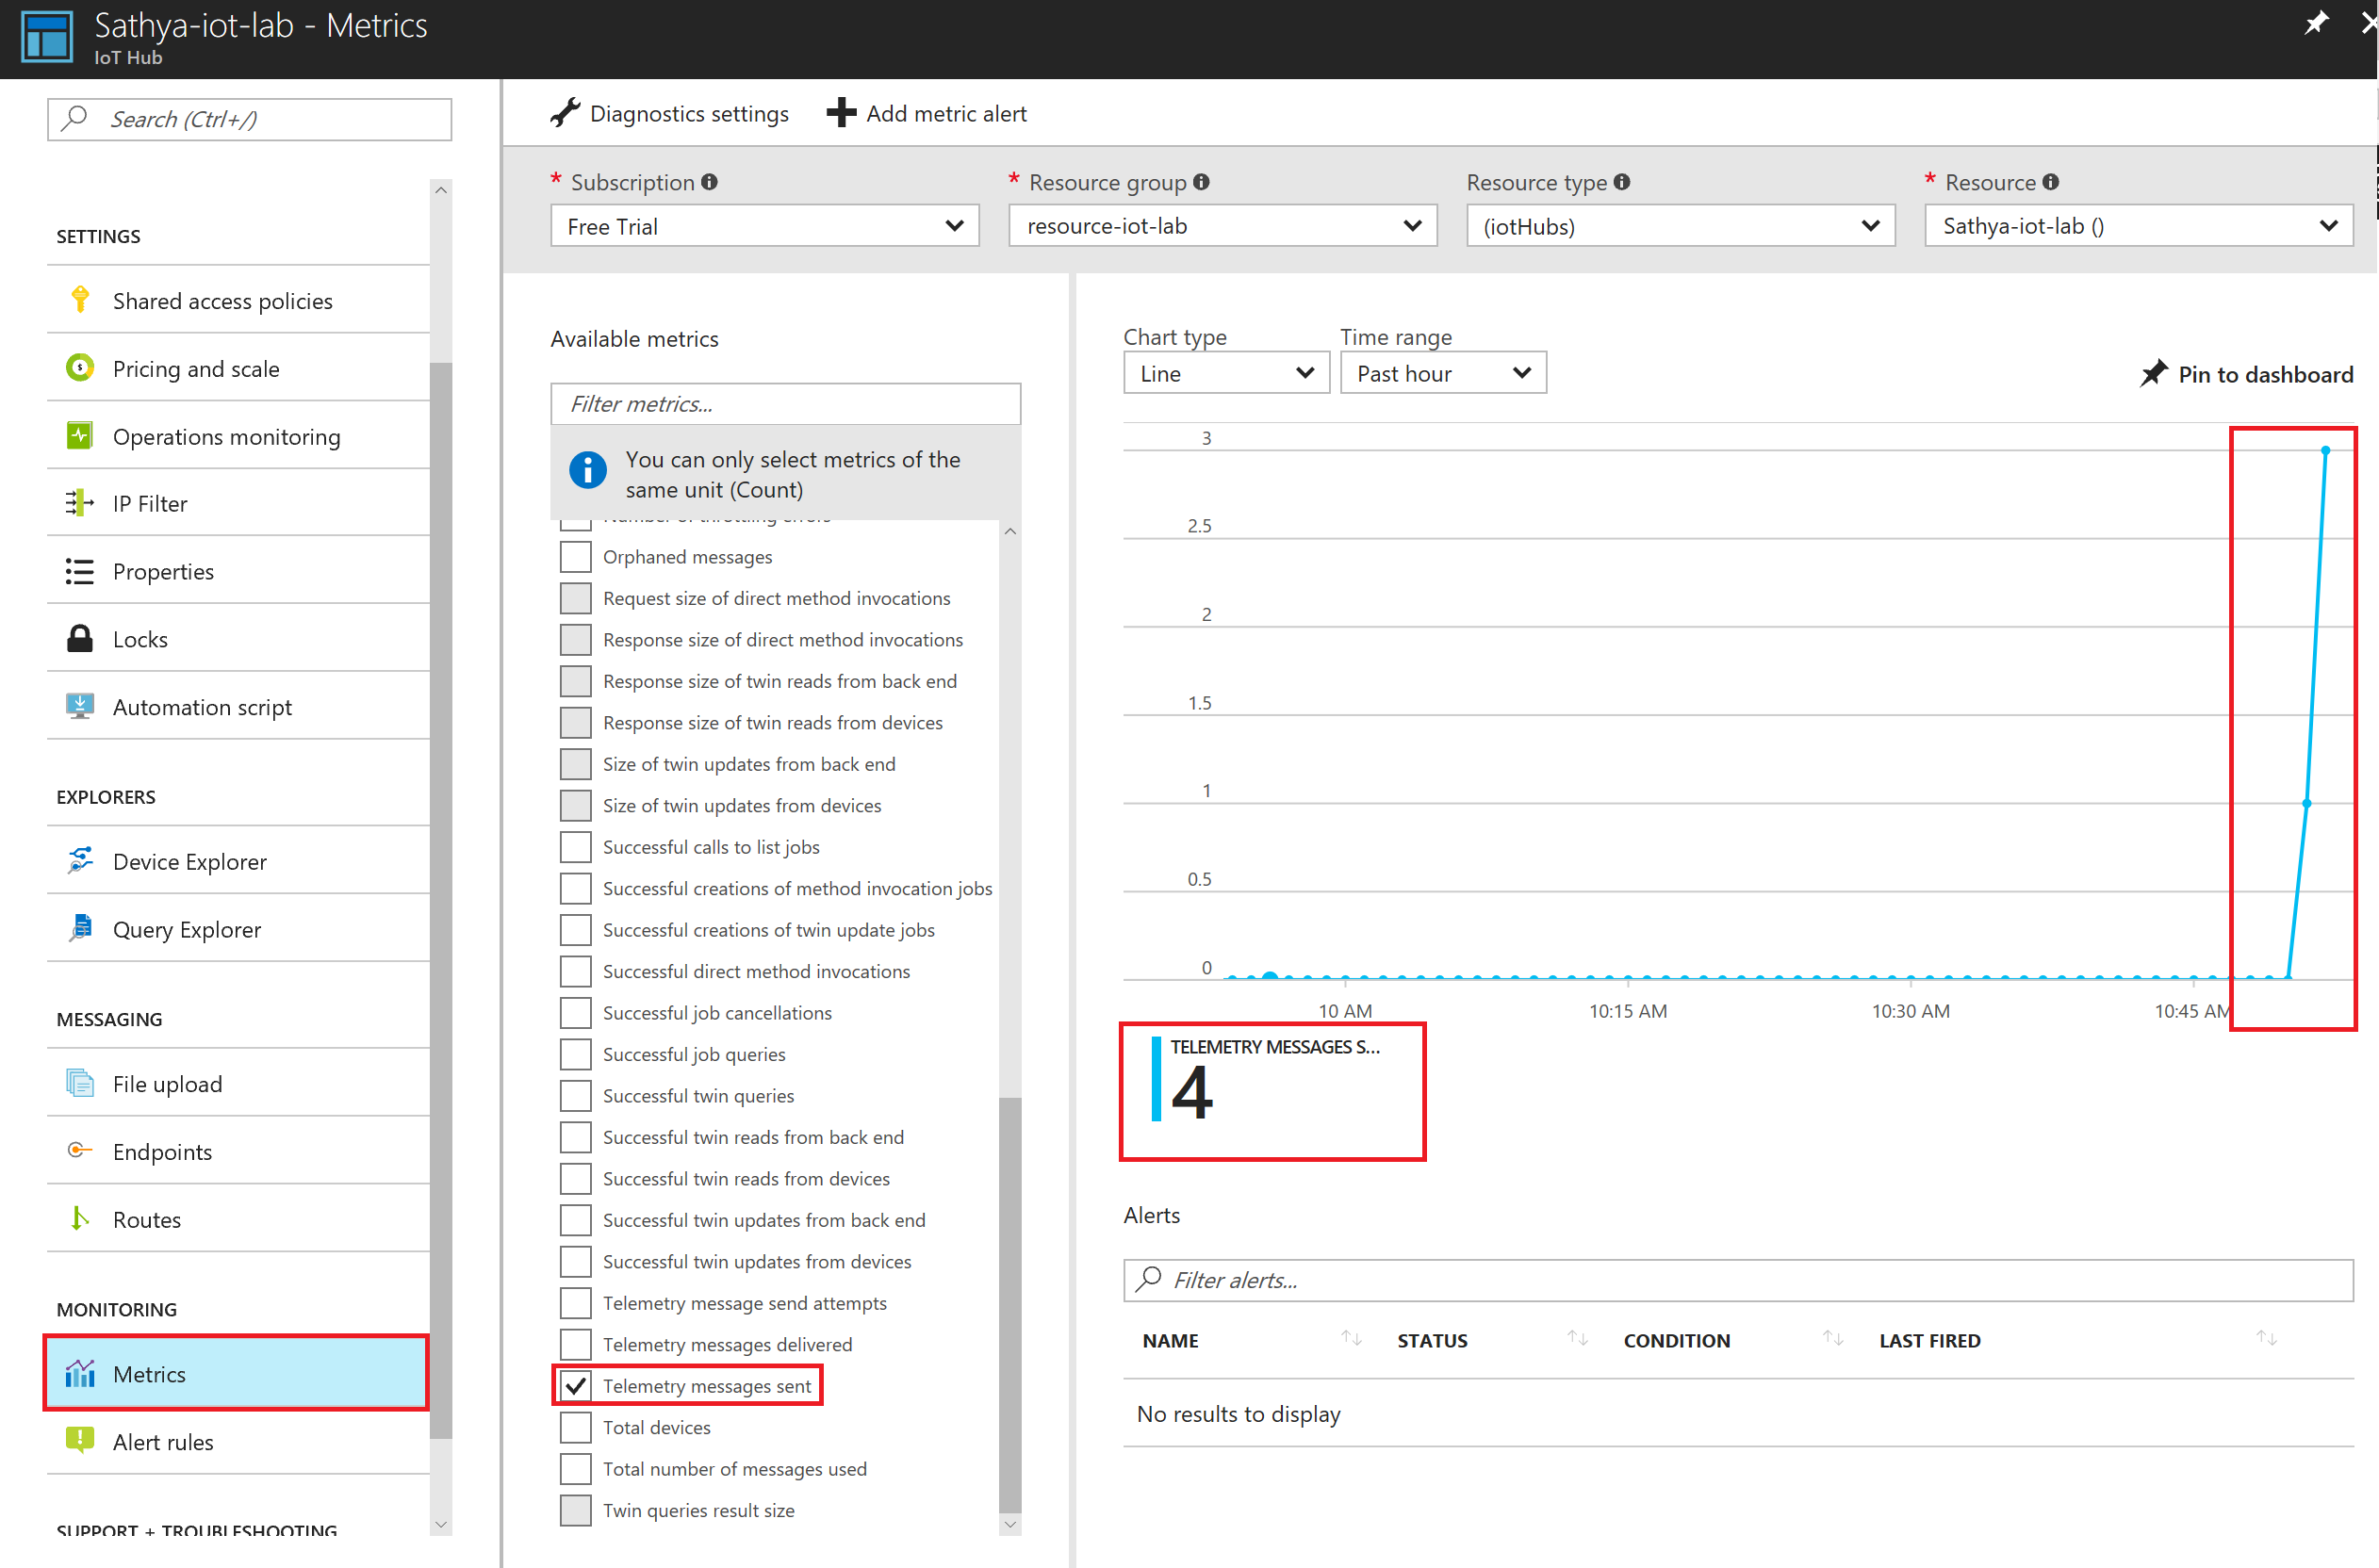 Sathya-iot-lab - Metrics
IoT Hub
Search (Ctrl+/)
SETTINGS
Shared access policies
Pricing and scale
Operations monitoring
IP Filter
Properties
Locks
Automation script
EXPLORERS
Device Explorer
Query Explorer
MESSAGING
File upload
Endpoints
Routes
MONITORING
Metrics
Alert rules
SUPPORT + TROUBLESHOOTING
Diagnostics settings
Add metric alert
* Subscription
Free Trial
* Resource group
resource-iot-lab
Resource type
(iotHubs)
* Resource
Sathya-iot-lab ()
Available metrics
Filter metrics...
You can only select metrics of the
same unit (Count)
Number of throttling errors
Orphaned messages
Request size of direct method invocations
Response size of direct method invocations
Response size of twin reads from back end
Response size of twin reads from devices
Size of twin updates from back end
Size of twin updates from devices
Successful calls to list jobs
Successful creations of method invocation jobs
Successful creations of twin update jobs
Successful direct method invocations
Successful job cancellations
Successful job queries
Successful twin queries
Successful twin reads from back end
Successful twin reads from devices
Successful twin updates from back end
Successful twin updates from devices
Telemetry message send attempts
Telemetry messages delivered
Telemetry messages sent
Total devices
Total number of messages used
Twin queries result size
Chart type
Line
Time range
Past hour
Pin to dashboard
3
2.5
2
1.5
1
0.5
0
10 AM 10:15 AM 10:30 AM 10:45 AM
TELEMETRY MESSAGES S...
4
Alerts
Filter alerts...
NAME STATUS CONDITION LAST FIRED
No results to display